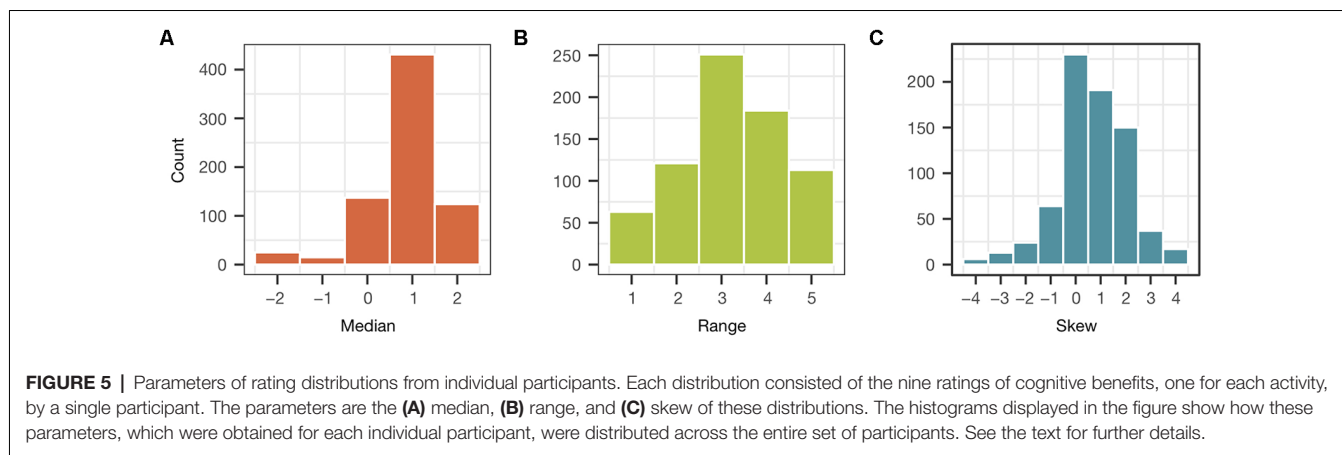 A
B
C
400
300
200
100
0
Count
−2 −1 0 1 2
Median
250
200
150
100
50
0
1 2 3 4 5
Range
200
150
100
50
0
−4 −3 −2 −1 0 1 2 3 4
Skew
FIGURE 5 | Parameters of rating distributions from individual participants. Each distribution consisted of the nine ratings of cognitive benefits, one for each activity,
by a single participant. The parameters are the (A) median, (B) range, and (C) skew of these distributions. The histograms displayed in the figure show how these
parameters, which were obtained for each individual participant, were distributed across the entire set of participants. See the text for further details.